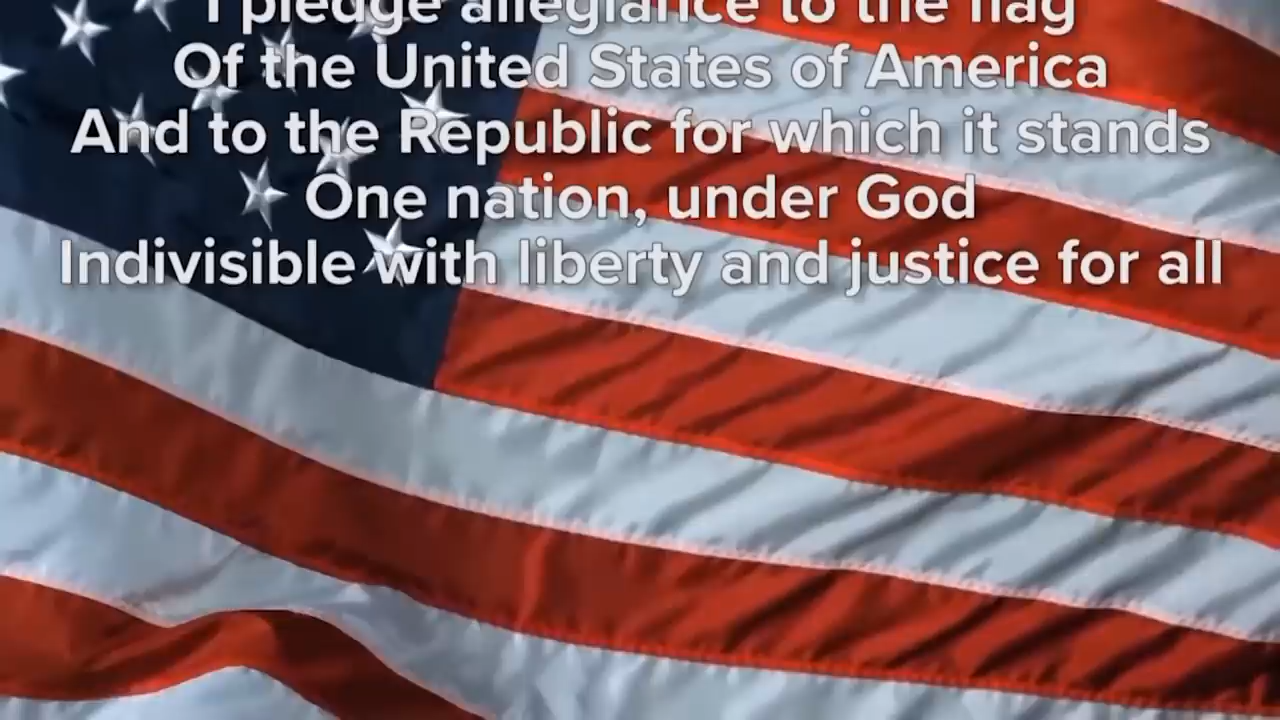 I pledge allegiance to the flag
Of the United States of America
And to the Republic for which it stands
One nation, under God
Indivisible with liberty and justice for all